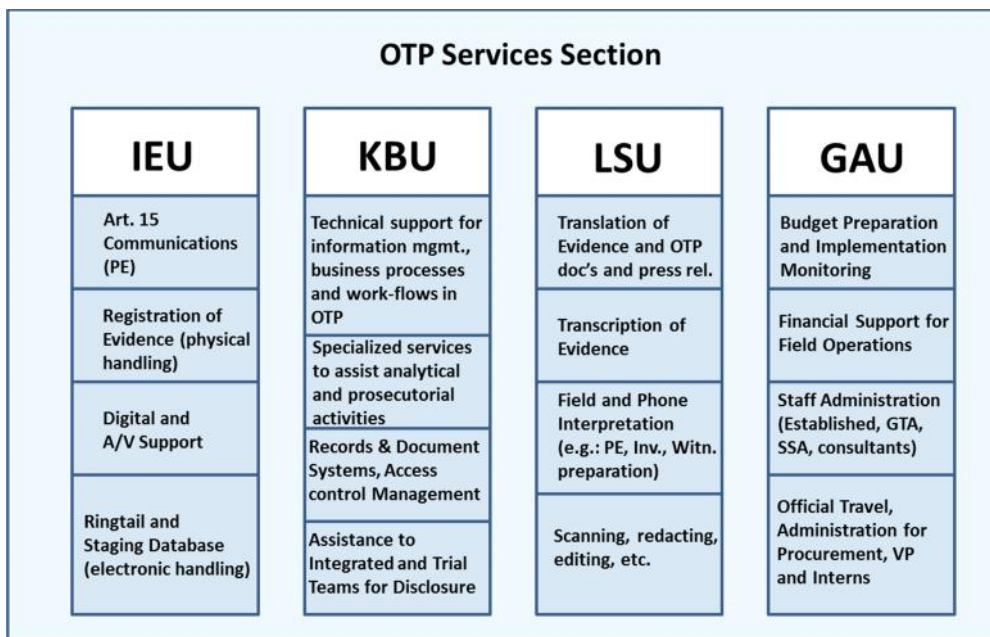 OTP Services Section
IEU
Art. 15
Communications
(PE)
Registration of
Evidence (physical
handling)
Digital and
A/V Support
Ringtail and
Staging Database
(electronic handling)
KBU
Technical support for
information mgmt.,
business processes
and work-flows in
OTP
Specialized services
to assist analytical
and prosecutorial
activities
Records & Document
Systems, Access
control Management
Assistance to
Integrated and Trial
Teams for Disclosure
LSU
Translation of
Evidence and OTP
doc's and press rel.
Transcription of
Evidence
Field and Phone
Interpretation
(e.g.: PE, Inv., Witn.
preparation)
Scanning, redacting,
editing, etc.
GAU
Budget Preparation
and Implementation
Monitoring
Financial Support for
Field Operations
Staff Administration
(Established, GTA,
SSA, consultants)
Official Travel,
Administration for
Procurement, VP
and Interns